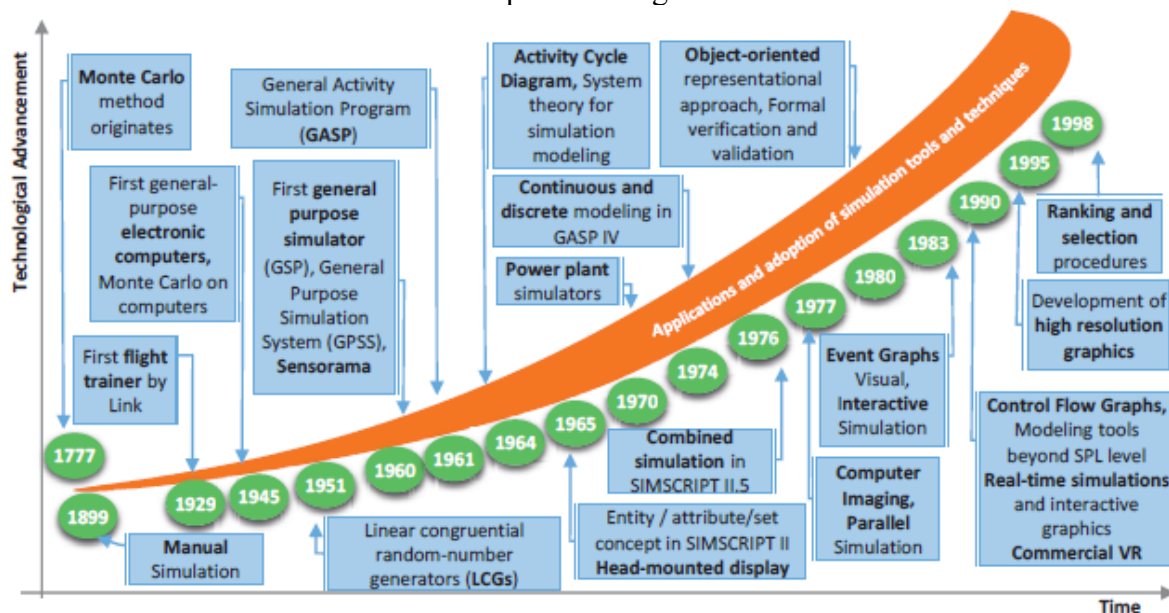 Technological Advancement
Monte Carlo
method
originates
General Activity
Simulation Program
(GASP)
Activity Cycle
Diagram, System
theory for
simulation
modeling
Object-oriented
representational
approach, Formal
verification and
validation
First general-
purpose
electronic
computers,
Monte Carlo on
computers
First general
purpose
simulator
(GSP), General
Purpose
Simulation
System (GPSS),
Sensorama
Continuous and
discrete modeling in
GASP IV
Power plant
simulators
First flight
trainer by
Link
Applications and adoption of simulation tools and techniques
1777
1899
1929
1945
1951
1960
1961
1964
1965
1970
1974
1976
1977
1980
1983
1990
1995
1998
Manual
Simulation
Linear congruential
random-number
generators (LCGs)
Entity / attribute/set
concept in SIMSCRIPT II
Head-mounted display
Combined
simulation in
SIMSCRIPT II.5
Computer
Imaging,
Parallel
Simulation
Event Graphs
Visual,
Interactive
Simulation
Control Flow Graphs,
Modeling tools
beyond SPL level
Real-time simulations
and interactive
graphics
Commercial VR
Development of
high resolution
graphics
Ranking and
selection
procedures
Time